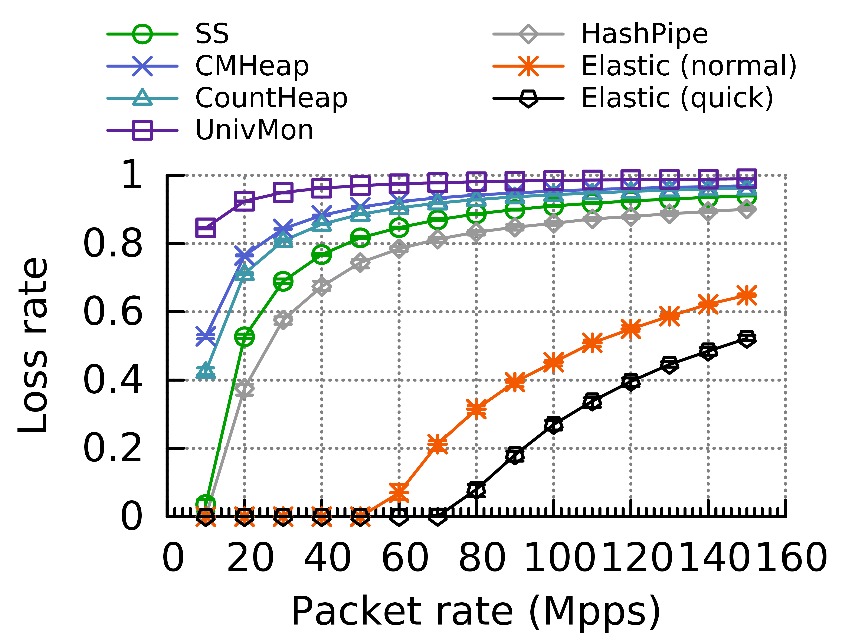 SS
CMHeap
CountHeap
UnivMon
HashPipe
Elastic (normal)
Elastic (quick)
1
0.8
0.6
0.4
0.2
0
Loss rate
0 20 40 60 80 100 120 140 160
Packet rate (Mpps)